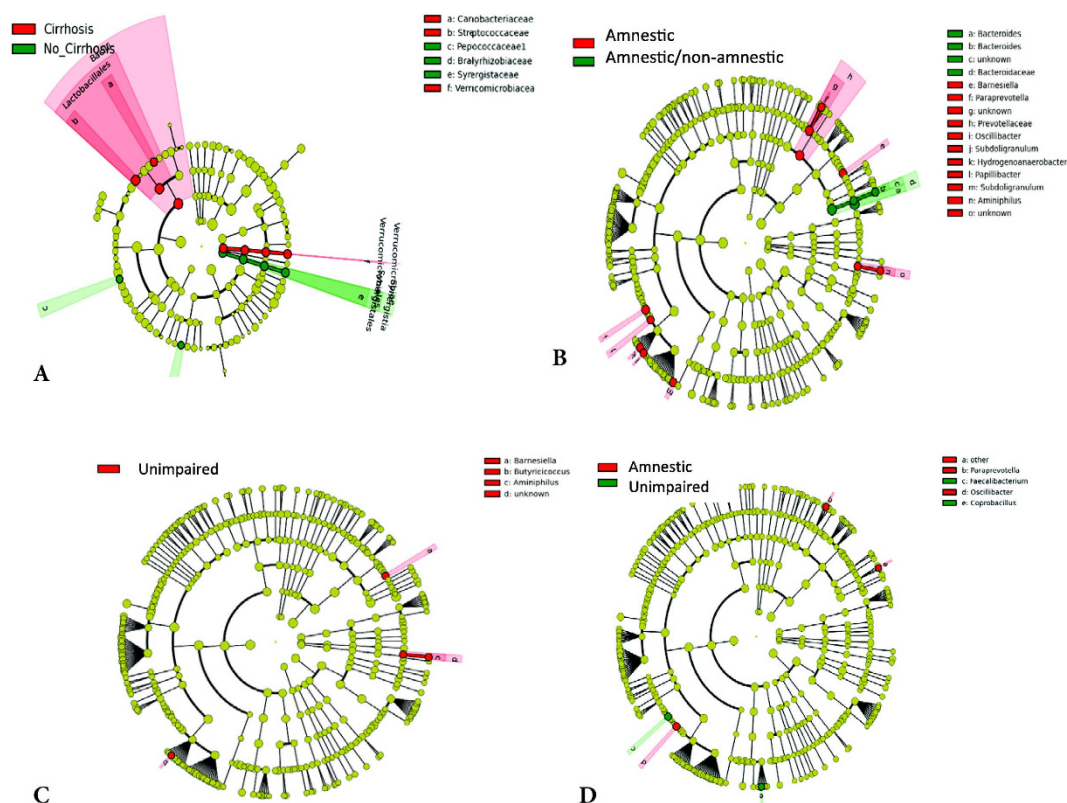 Cirrhosis
No_Cirrhosis
a: Canobacteriaceae
b: Streptococcaceae
c: Pepococcaceae1
d: Bralyrhizobiaceae
e: Syrergistaceae
f: Verricomicrobiacea
Bacilli
Lactobacillales
a
b
c
e
A
Amnestic
Amnestic/non-amnestic
a: Bacteroides
b: Bacteroides
c: unknown
d: Bacteroidaceae
e: Barnesiella
f: Paraprevotella
g: unknown
h: Prevotellaceae
i: Oscillibacter
j: Subdoligranulum
k: Hydrogenoanaerobacter
l: Papillibacter
m: Subdoligranulum
n: Aminiphilus
o: unknown
h
g
d
B
Unimpaired
a: Barnesiella
b: Butyricicoccus
c: Aminiphilus
d: unknown
c
d
C
Amnestic
Unimpaired
a: other
b: Paraprevotella
c: Faecalibacterium
d: Oscillibacter
e: Coprobacillus
D